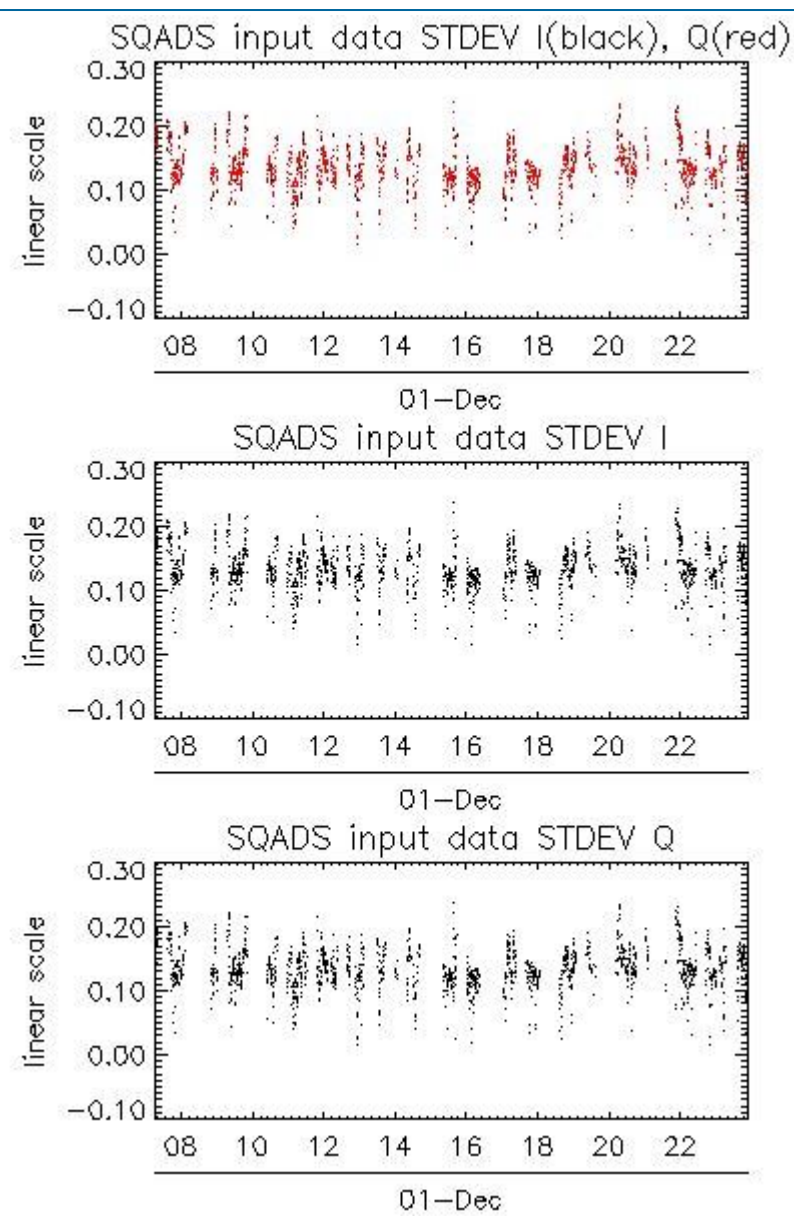 SQADS input data STDEV I(black), Q(red)
0.30
0.20
0.10
0.00
−0.10
linear scale
08 10 12 14 16 18 20 22
01−Dec
SQADS input data STDEV I
0.30
0.20
0.10
0.00
−0.10
linear scale
08 10 12 14 16 18 20 22
01−Dec
SQADS input data STDEV Q
0.30
0.20
0.10
0.00
−0.10
linear scale
08 10 12 14 16 18 20 22
01−Dec